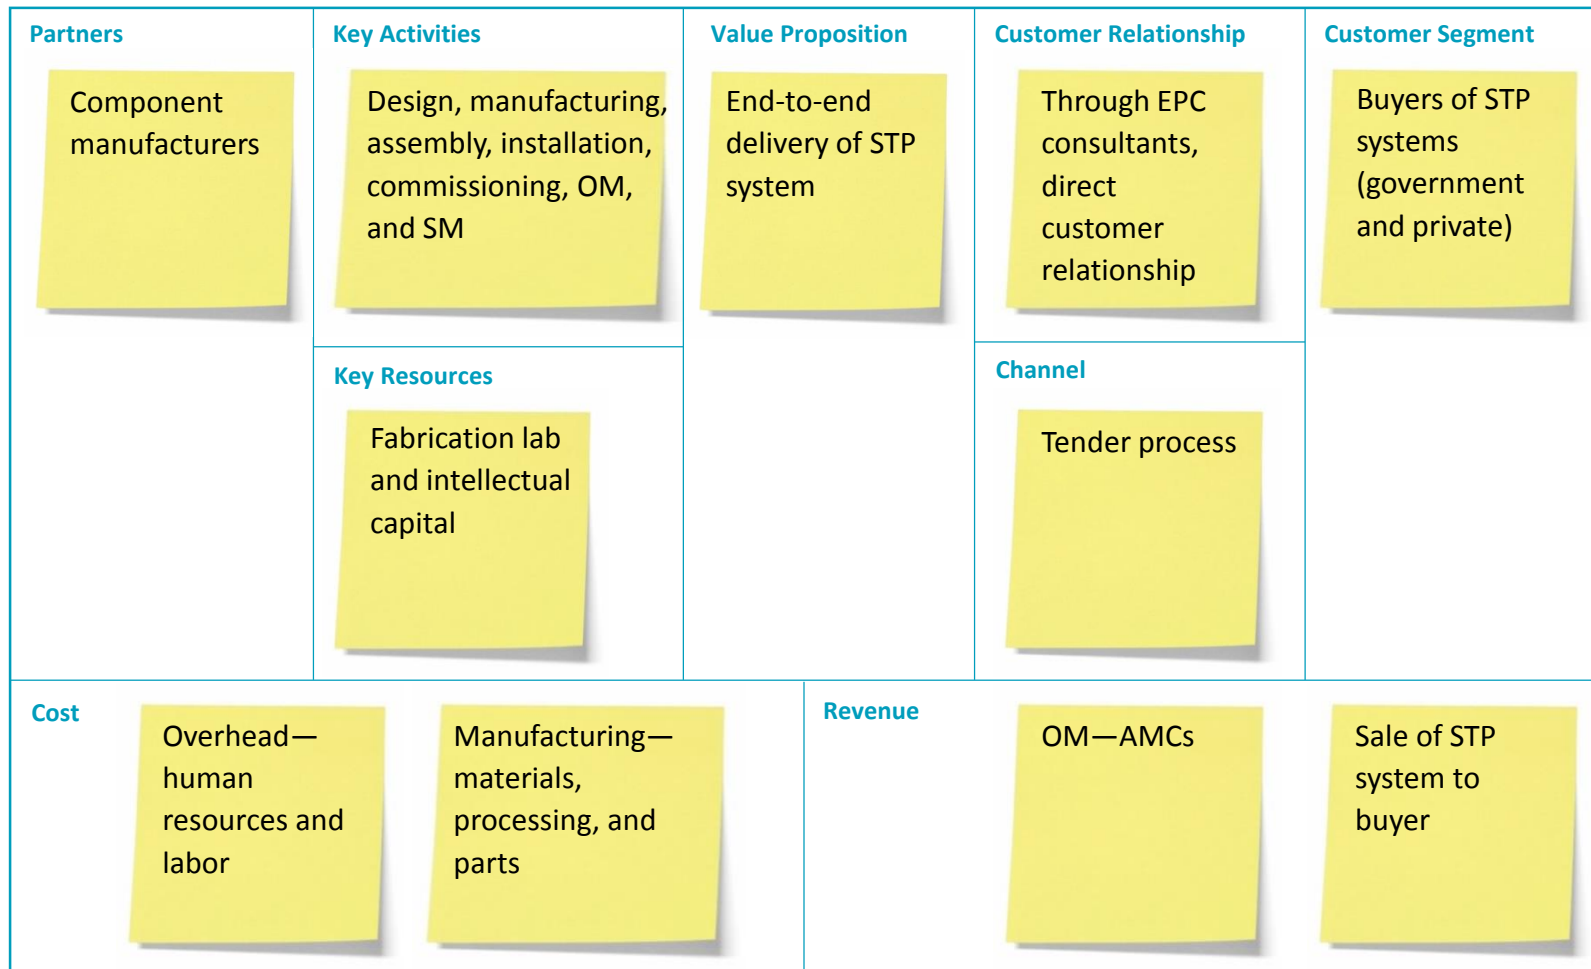 Partners
Component
manufacturers
Key Activities
Design, manufacturing,
assembly, installation,
commissioning, OM,
and SM
Key Resources
Fabrication lab
and intellectual
capital
Value Proposition
End-to-end
delivery of STP
system
Customer Relationship
Through EPC
consultants,
direct
customer
relationship
Channel
Tender process
Customer Segment
Buyers of STP
systems
(government
and private)
Cost
Overhead—
human
resources and
labor
Manufacturing—
materials,
processing, and
parts
Revenue
OM—AMCs
Sale of STP
system to
buyer